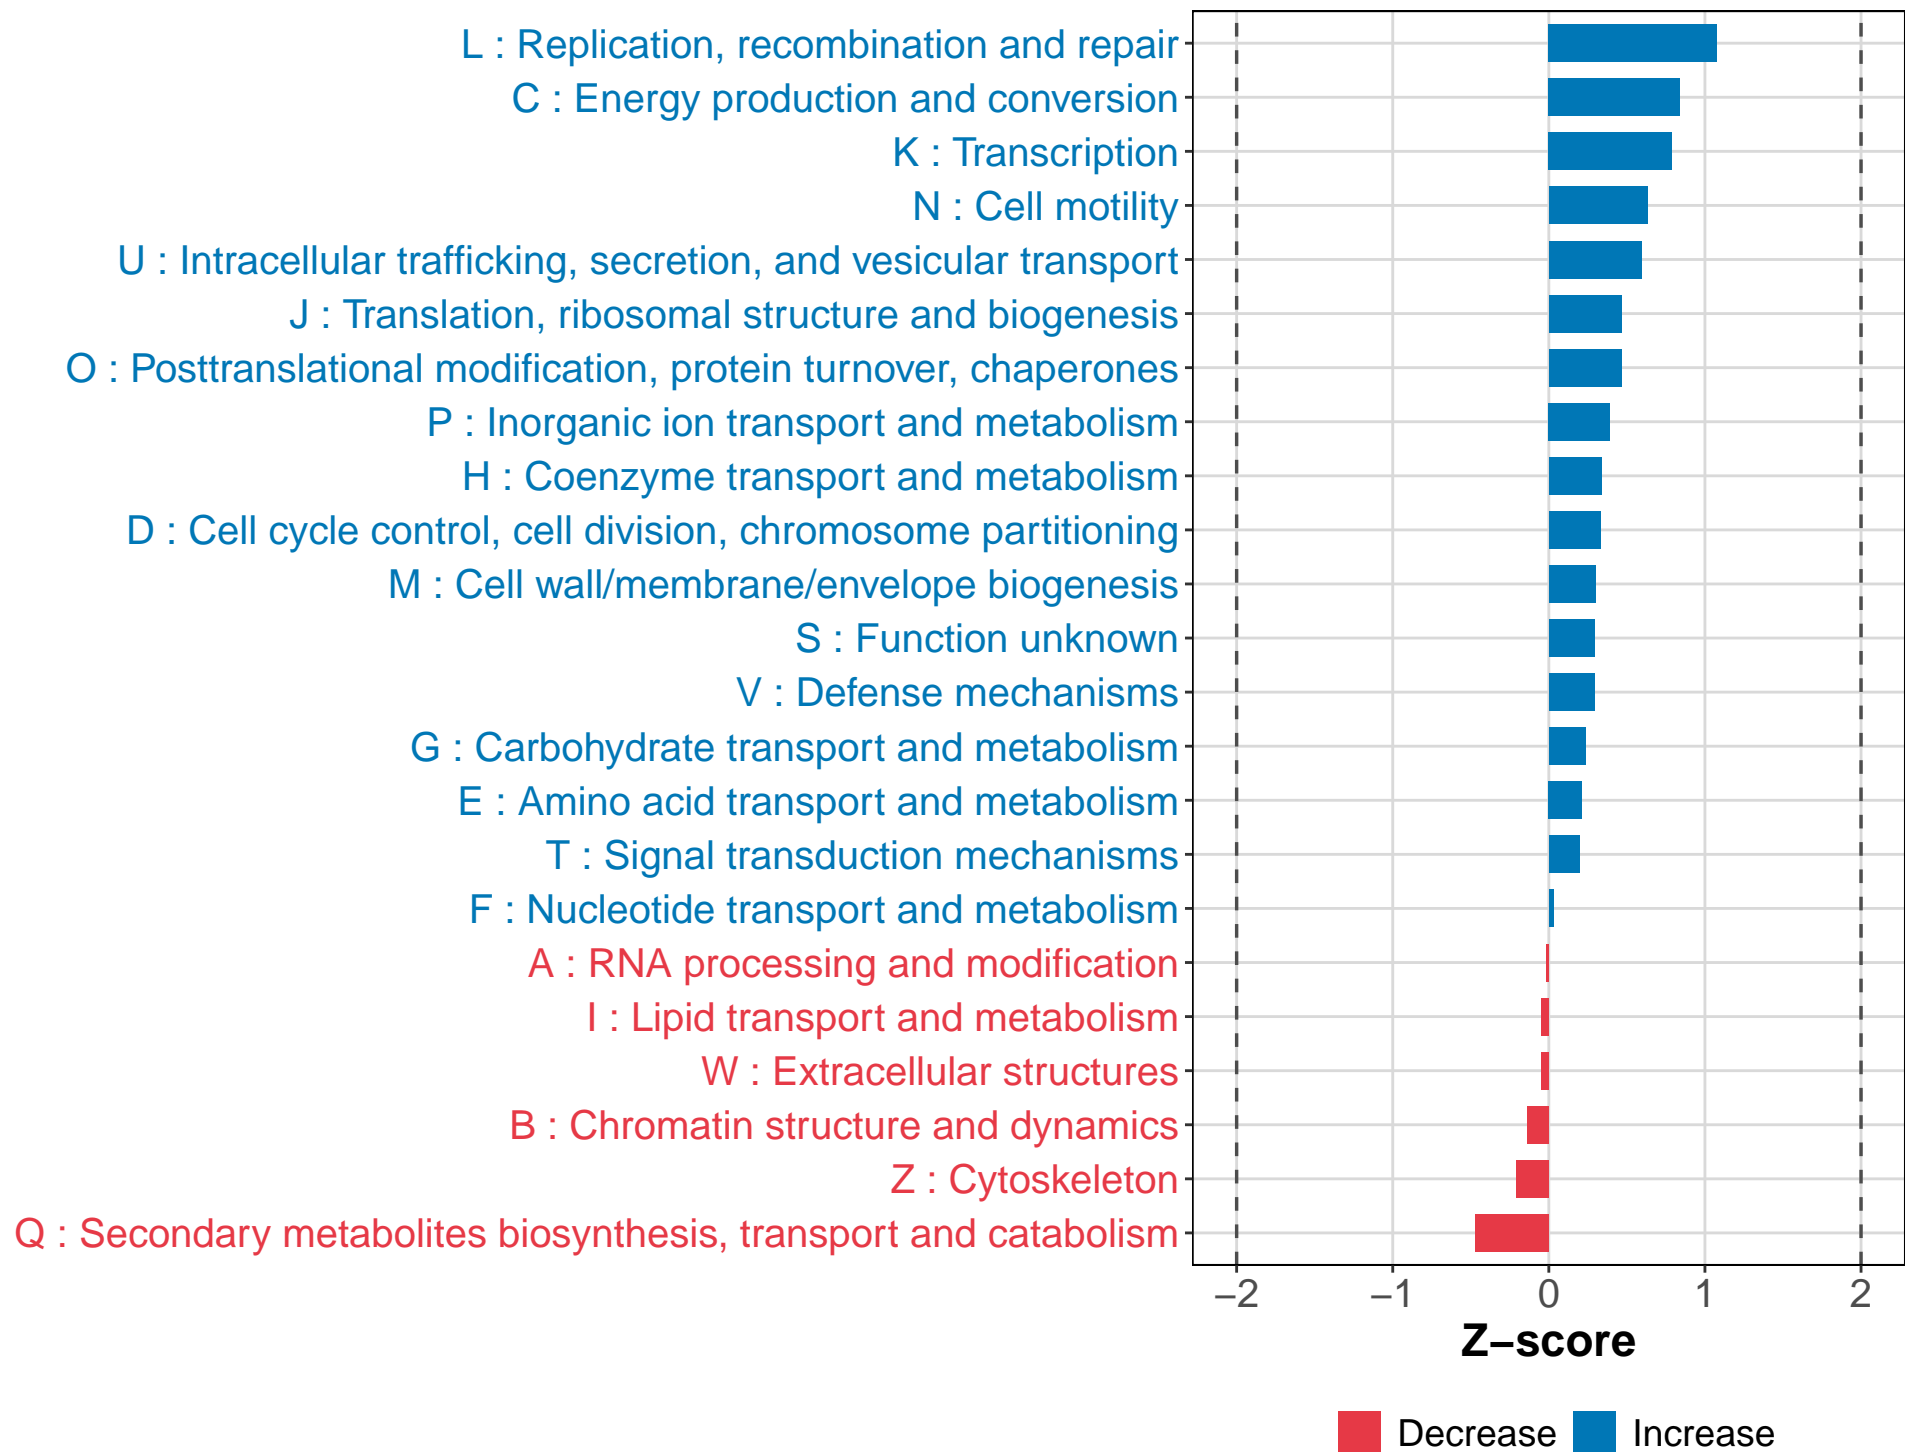 L : Replication, recombination and repair
C : Energy production and conversion
K : Transcription
N : Cell motility
U : Intracellular trafficking, secretion, and vesicular transport
J : Translation, ribosomal structure and biogenesis
O : Posttranslational modification, protein turnover, chaperones
P : Inorganic ion transport and metabolism
H : Coenzyme transport and metabolism
D : Cell cycle control, cell division, chromosome partitioning
M : Cell wall/membrane/envelope biogenesis
S : Function unknown
V : Defense mechanisms
G : Carbohydrate transport and metabolism
E : Amino acid transport and metabolism
T : Signal transduction mechanisms
F : Nucleotide transport and metabolism
A : RNA processing and modification
I : Lipid transport and metabolism
W : Extracellular structures
B : Chromatin structure and dynamics
Z : Cytoskeleton
Q : Secondary metabolites biosynthesis, transport and catabolism
−2 −1 0 1 2
Z−score
Decrease Increase